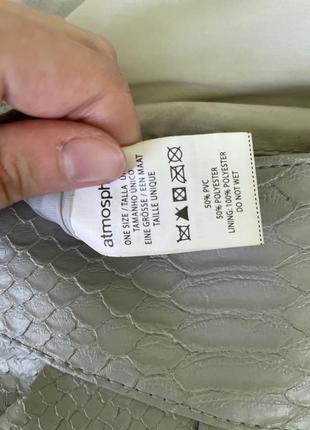 atmosph
ONE SIZE / TALLA U
TAMANHO ÚNICO
EINE GRÖSSE / EEN MAAT
TAILLE UNIQUE
50% PVC
50% POLYESTER
LINING: 100% POLYESTER
DO NOT WET